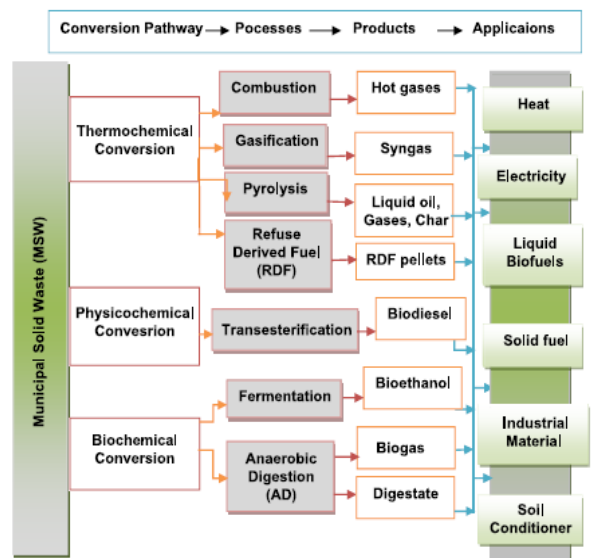 Conversion Pathway
Pocesses
Products
Applicaions
Municipal Solid Waste (MSW)
Thermochemical
Conversion
Combustion
Hot gases
Gasification
Syngas
Pyrolysis
Liquid oil,
Gases, Char
Refuse
Derived Fuel
(RDF)
RDF pellets
Physicochemical
Convesrion
Transesterification
Biodiesel
Biochemical
Conversion
Fermentation
Bioethanol
Anaerobic
Digestion
(AD)
Biogas
Digestate
Heat
Electricity
Liquid
Biofuels
Solid fuel
Industrial
Material
Soil
Conditioner